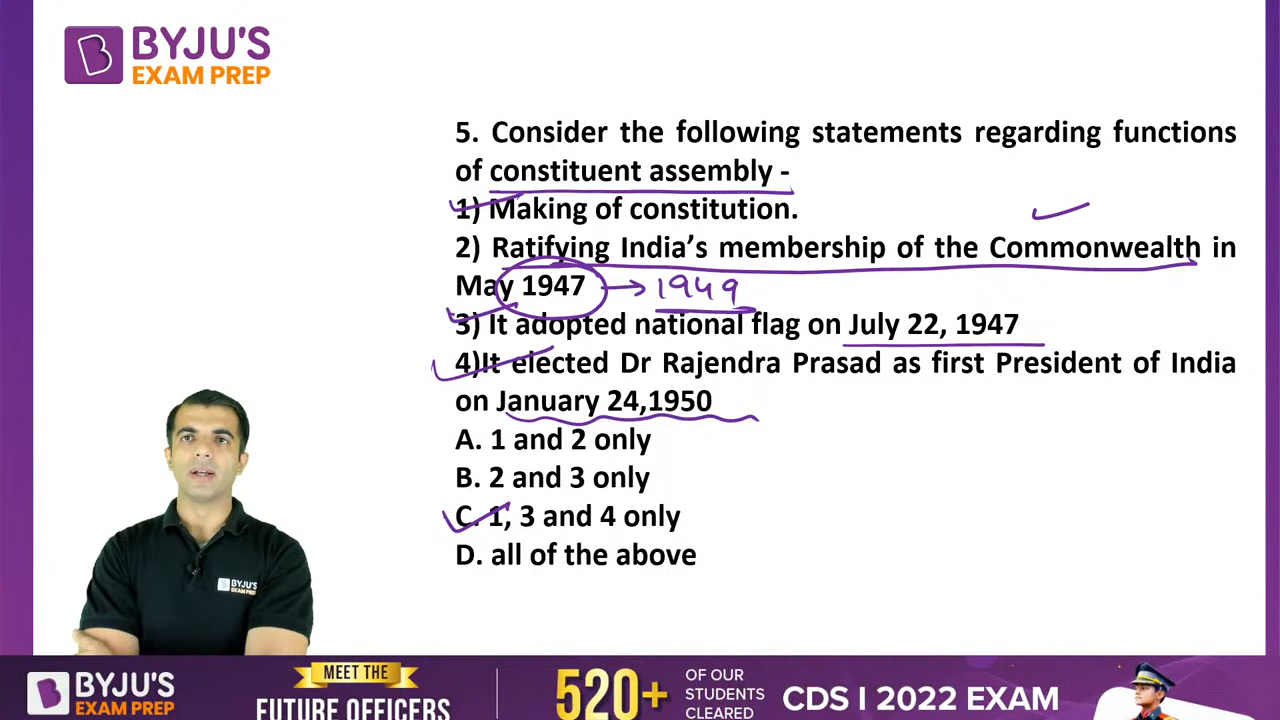 BYJU'S
EXAM PREP
5. Consider the following statements regarding functions
of constituent assembly -
1) Making of constitution.
2) Ratifying India's membership of the Commonwealth in
May 1947 → 1949
3) It adopted national flag on July 22, 1947
4)It elected Dr Rajendra Prasad as first President of India
on January 24,1950
A. 1 and 2 only
B. 2 and 3 only
C. 1, 3 and 4 only
D. all of the above
BYJU'S
EXAM PREP
BYJU'S
EXAM PREP
MEET THE
FUTURE OFFICERS
520+
OF OUR
STUDENTS
CLEARED
CDS I 2022 EXAM